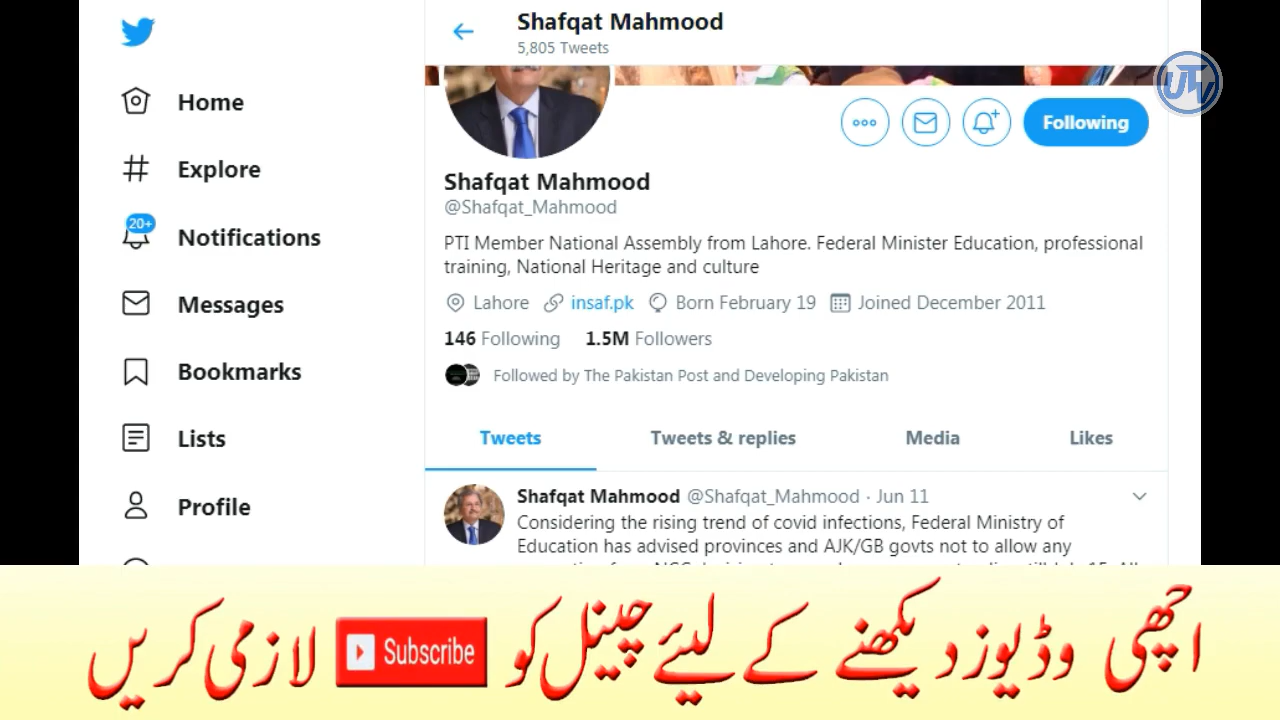 Shafqat Mahmood
5,805 Tweets
UTV
Home
Explore
20+
Notifications
Messages
Bookmarks
Lists
Profile
Following
Shafqat Mahmood
@Shafqat_Mahmood
PTI Member National Assembly from Lahore. Federal Minister Education, professional
training, National Heritage and culture
Lahore insaf.pk Born February 19 Joined December 2011
146 Following 1.5M Followers
Followed by The Pakistan Post and Developing Pakistan
Tweets Tweets & replies Media Likes
Shafqat Mahmood @Shafqat_Mahmood · Jun 11
Considering the rising trend of covid infections, Federal Ministry of
Education has advised provinces and AJK/GB govts not to allow any
اچھی وڈیوز دیکھنے کے لیئے چینل کو Subscribe لازمی کریں